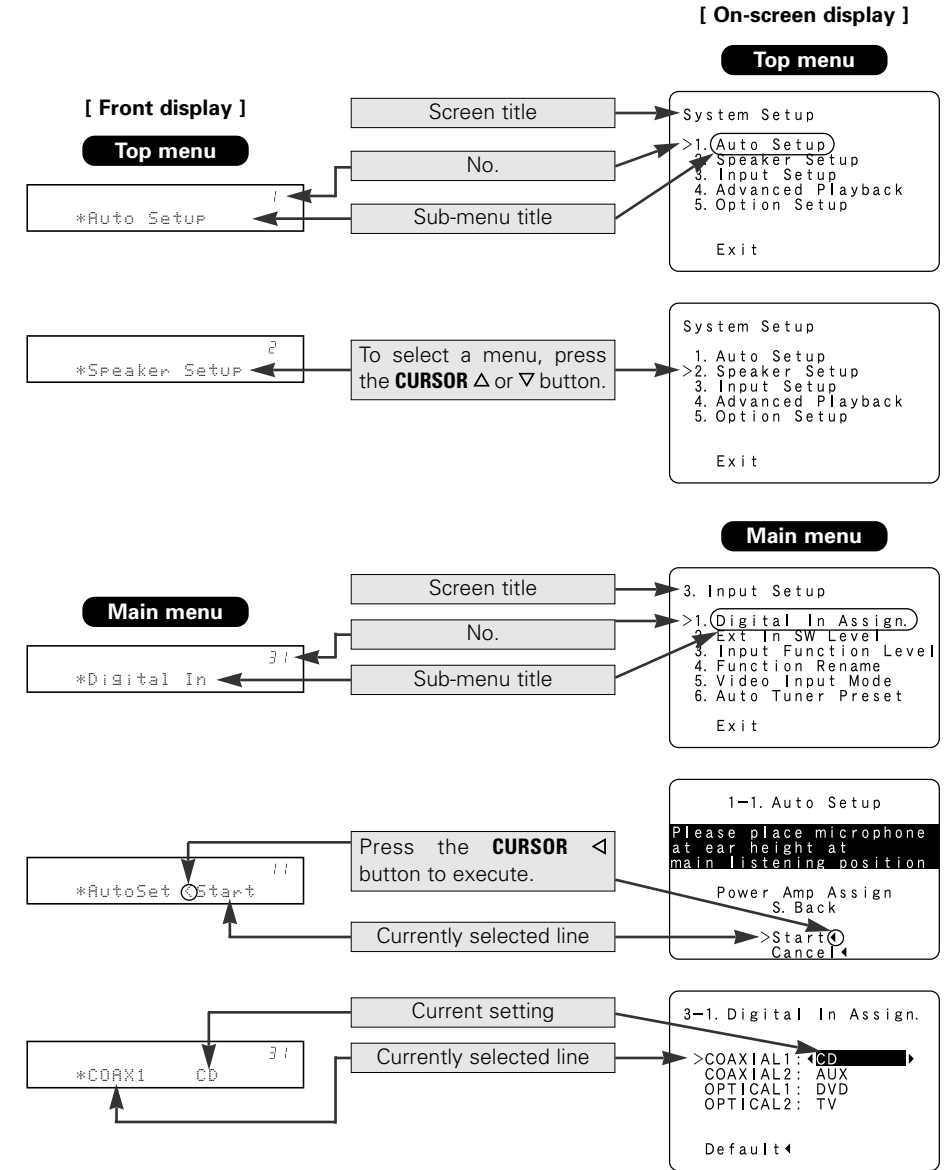 [ On-screen display ]
Top menu
[ Front display ]
Top menu
Screen title
No.
Sub-menu title
1
*Auto Setup
System Setup
>1. Auto Setup
2. Speaker Setup
3. Input Setup
4. Advanced Playback
5. Option Setup
Exit
2
*Speaker Setup
To select a menu, press
the CURSOR △ or ▽ button.
System Setup
1. Auto Setup
>2. Speaker Setup
3. Input Setup
4. Advanced Playback
5. Option Setup
Exit
Main menu
Main menu
Screen title
No.
Sub-menu title
31
*Digital In
3. Input Setup
>1. Digital In Assign.
2. Ext In SW Level
3. Input Function Level
4. Function Rename
5. Video Input Mode
6. Auto Tuner Preset
Exit
11
*AutoSet <Start
Press the CURSOR ◁
button to execute.
Currently selected line
1-1. Auto Setup
Please place microphone
at ear height at
main listening position
Power Amp Assign
S. Back
>Start◀
Cancel◀
31
*COAX1 CD
Current setting
Currently selected line
3-1. Digital In Assign.
>COAXIAL1:◀CD ▶
COAXIAL2: AUX
OPTICAL1: DVD
OPTICAL2: TV
Default◀